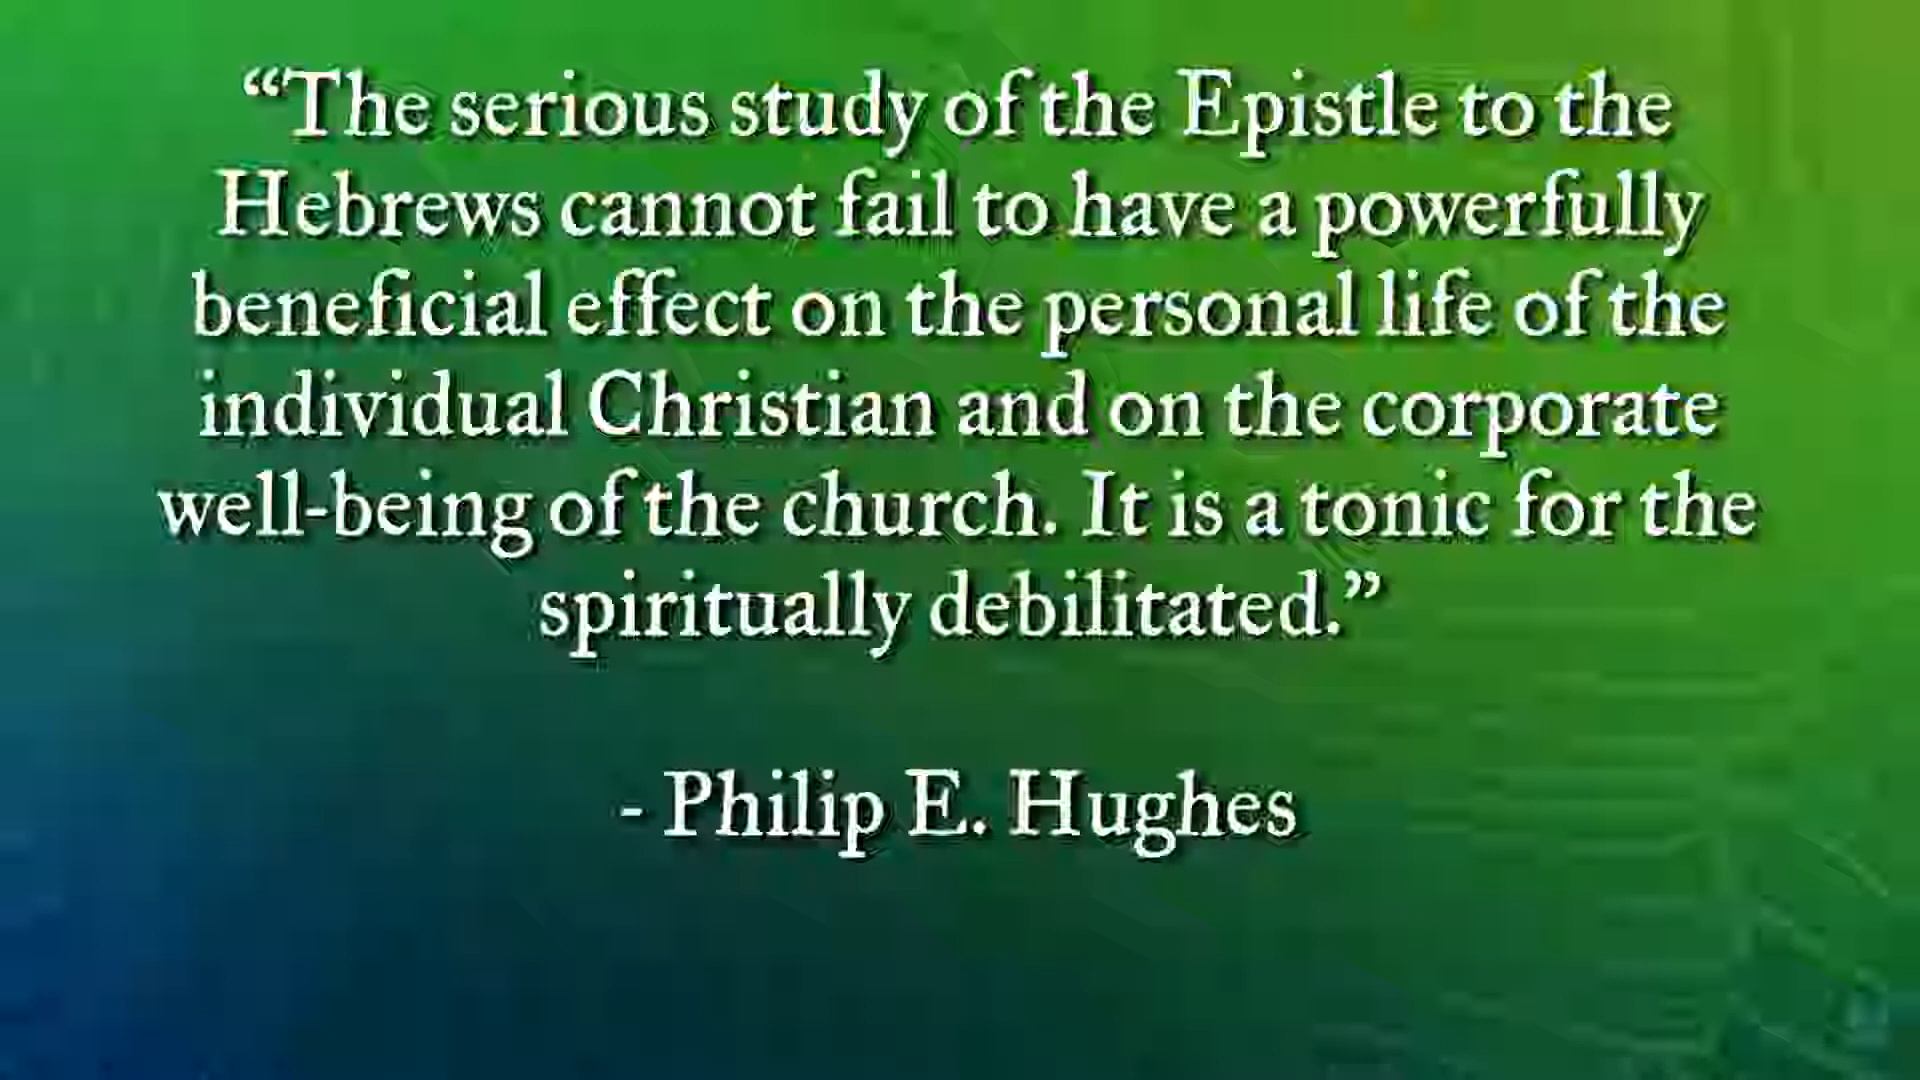 “The serious study of the Epistle to the
Hebrews cannot fail to have a powerfully
beneficial effect on the personal life of the
individual Christian and on the corporate
well-being of the church. It is a tonic for the
spiritually debilitated.”
- Philip E. Hughes